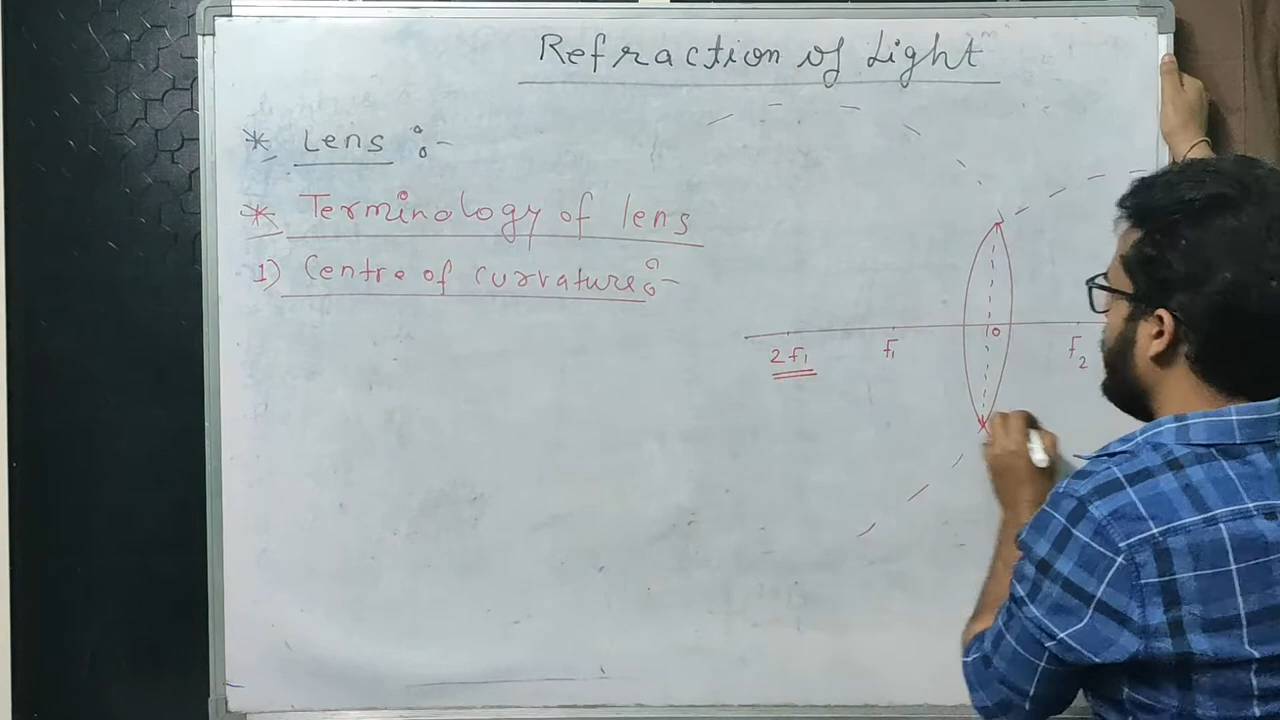 Refraction of Light
* Lens :-
* Terminology of lens
1) Centre of curvature :-
2f₁ f₁ O f₂